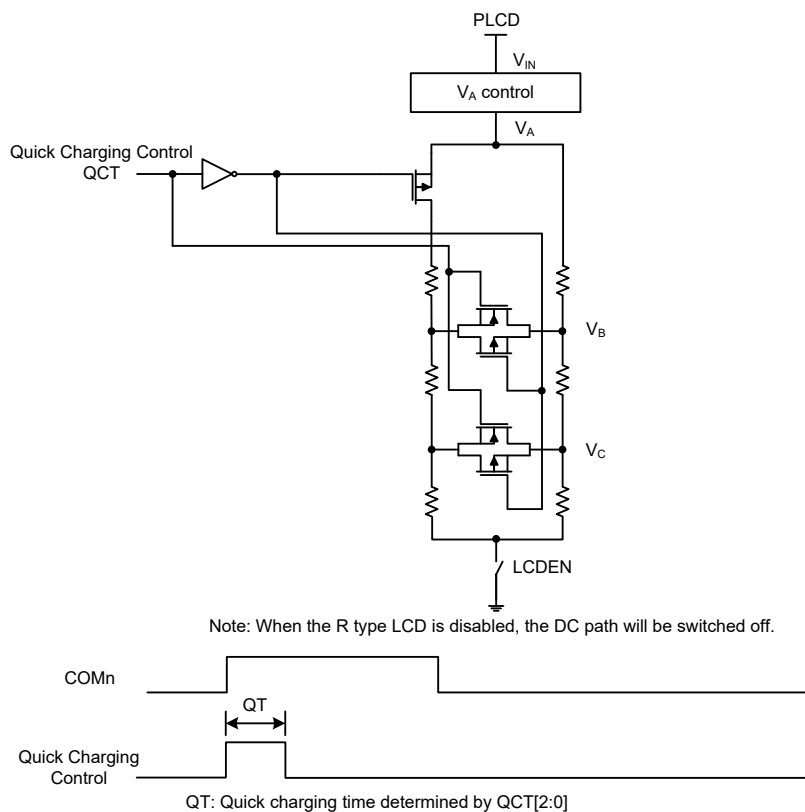 PLCD
VIN
VA control
VA
Quick Charging Control
QCT
VB
VC
LCDEN
Note: When the R type LCD is disabled, the DC path will be switched off.
COMn
QT
Quick Charging
Control
QT: Quick charging time determined by QCT[2:0]